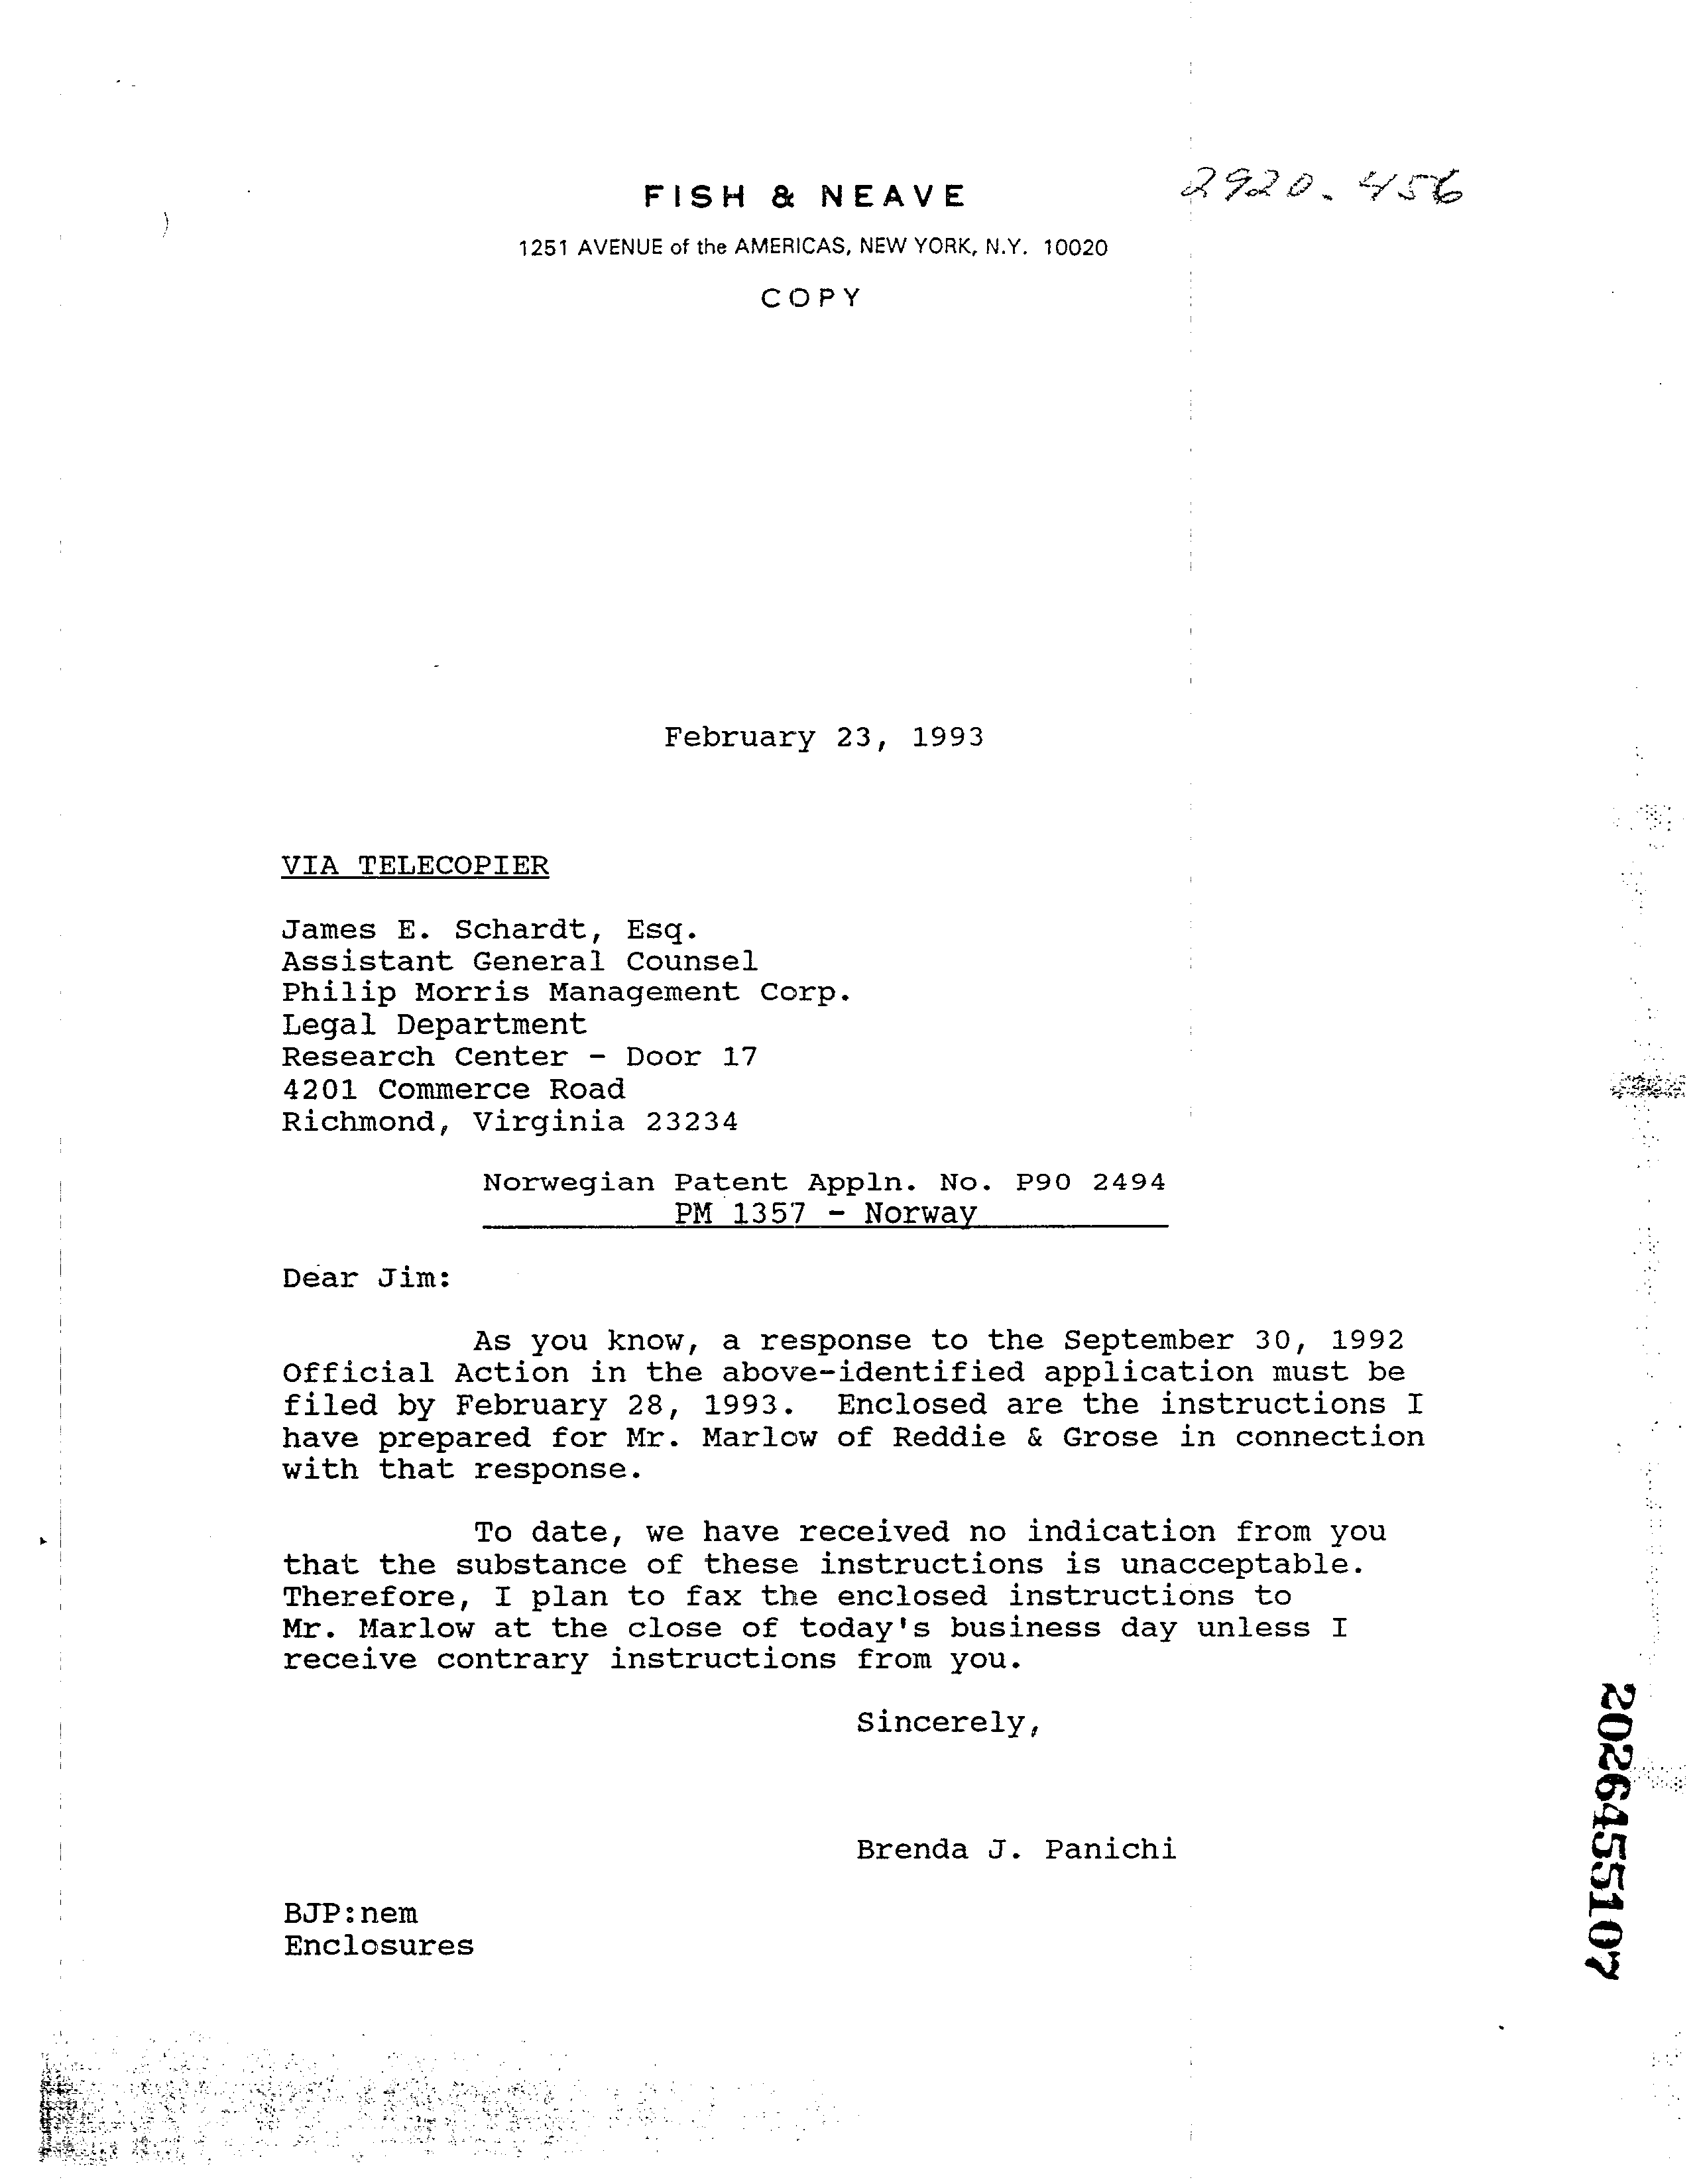 FISH & NEAVE
2920.456
1251 AVENUE of the AMERICAS, NEW YORK, N.Y. 10020
COPY
February 23, 1993
VIA TELECOPIER
James E. Schardt, Esq.
Assistant General Counsel
Philip Morris Management Corp.
Legal Department
Research Center - Door 17
4201 Commerce Road
Richmond, Virginia 23234
Norwegian Patent Appln. No. P90 2494
PM 1357 - Norway
Dear Jim:
As you know, a response to the September 30, 1992
Official Action in the above-identified application must be
filed by February 28, 1993. Enclosed are the instructions I
have prepared for Mr. Marlow of Reddie & Grose in connection
with that response.
To date, we have received no indication from you
that the substance of these instructions is unacceptable.
Therefore, I plan to fax the enclosed instructions to
Mr. Marlow at the close of today's business day unless I
receive contrary instructions from you.
Sincerely,
Brenda J. Panichi
BJP:nem
Enclosures
2026455107